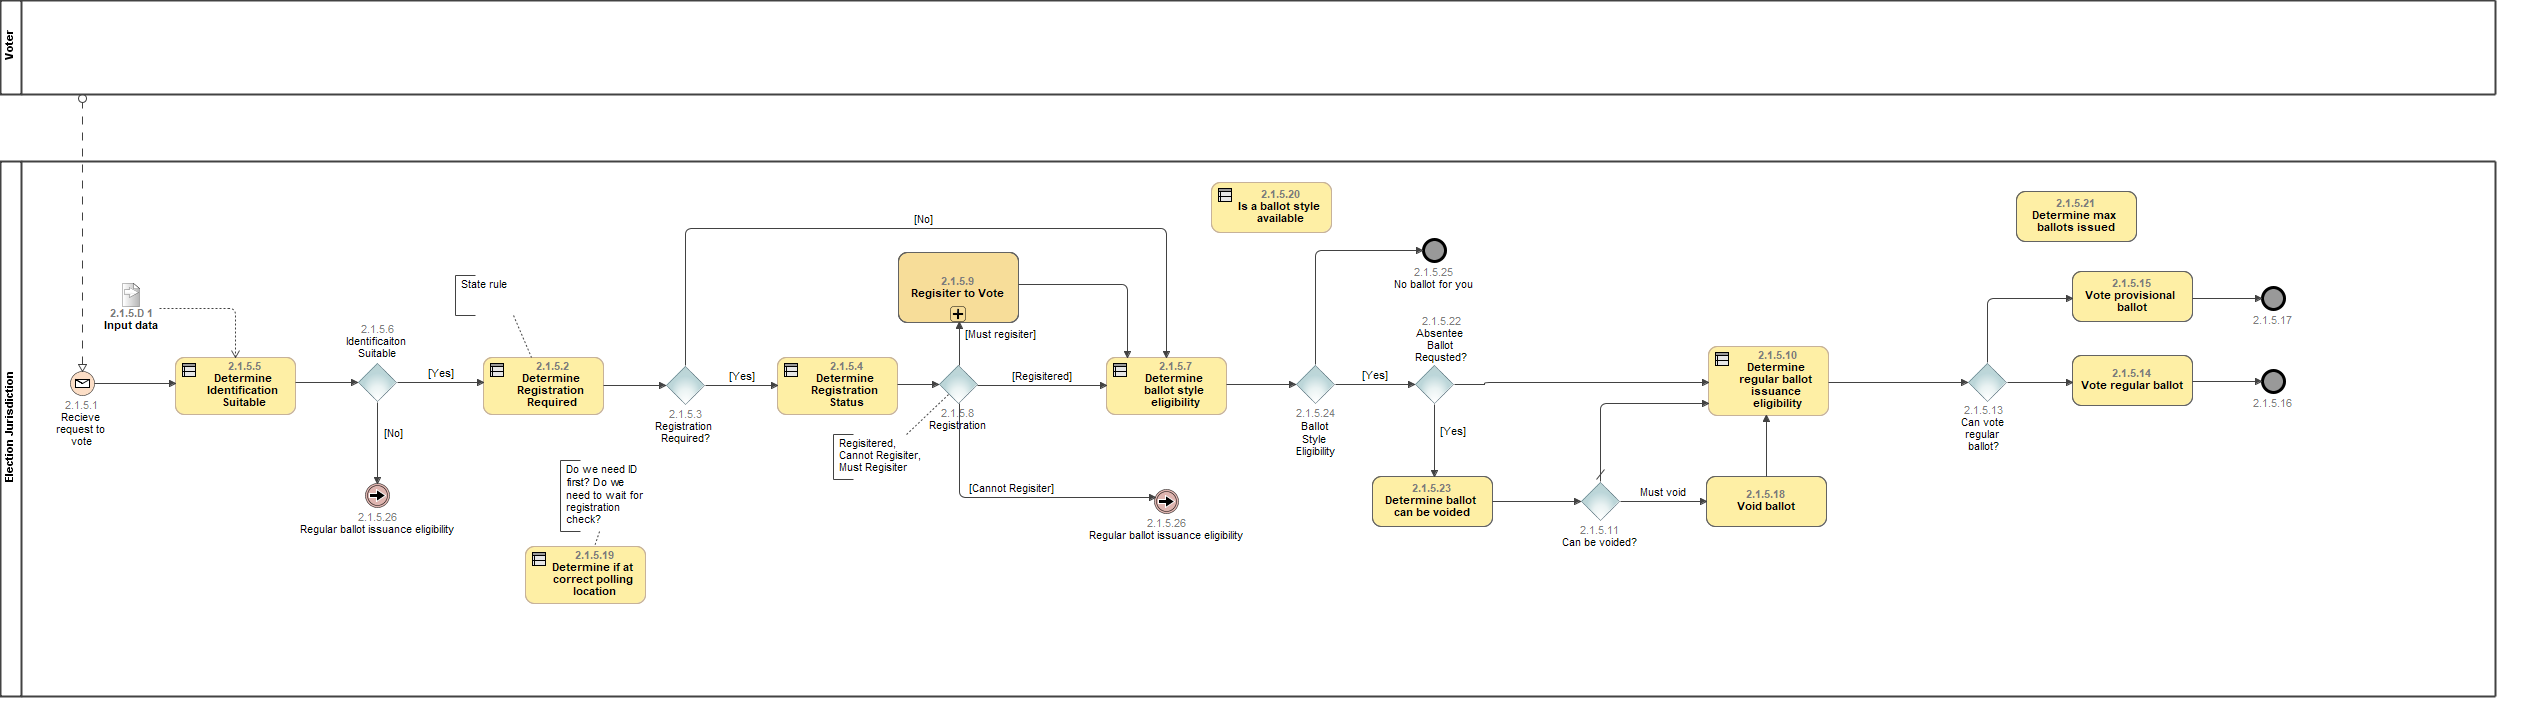 Voter
Election Jurisdiction
2.1.5.D 1
Input data
2.1.5.1
Recieve
request to
vote
2.1.5.5
Determine
Identification
Suitable
2.1.5.6
Identificaiton
Suitable
[Yes]
[No]
2.1.5.26
Regular ballot issuance eligibility
State rule
2.1.5.2
Determine
Registration
Required
Do we need ID
first? Do we
need to wait for
registration
check?
2.1.5.19
Determine if at
correct polling
location
2.1.5.3
Registration
Required?
[No]
[Yes]
2.1.5.4
Determine
Registration
Status
2.1.5.9
Regisiter to Vote
[Must regisiter]
2.1.5.8
Registration
Regisitered,
Cannot Regisiter,
Must Regisiter
[Regisitered]
[Cannot Regisiter]
2.1.5.26
Regular ballot issuance eligibility
2.1.5.7
Determine
ballot style
eligibility
2.1.5.20
Is a ballot style
available
2.1.5.24
Ballot
Style
Eligibility
[Yes]
2.1.5.25
No ballot for you
2.1.5.22
Absentee
Ballot
Requsted?
[Yes]
2.1.5.23
Determine ballot
can be voided
2.1.5.11
Can be voided?
Must void
2.1.5.18
Void ballot
2.1.5.10
Determine
regular ballot
issuance
eligibility
2.1.5.13
Can vote
regular
ballot?
2.1.5.21
Determine max
ballots issued
2.1.5.15
Vote provisional
ballot
2.1.5.17
2.1.5.14
Vote regular ballot
2.1.5.16